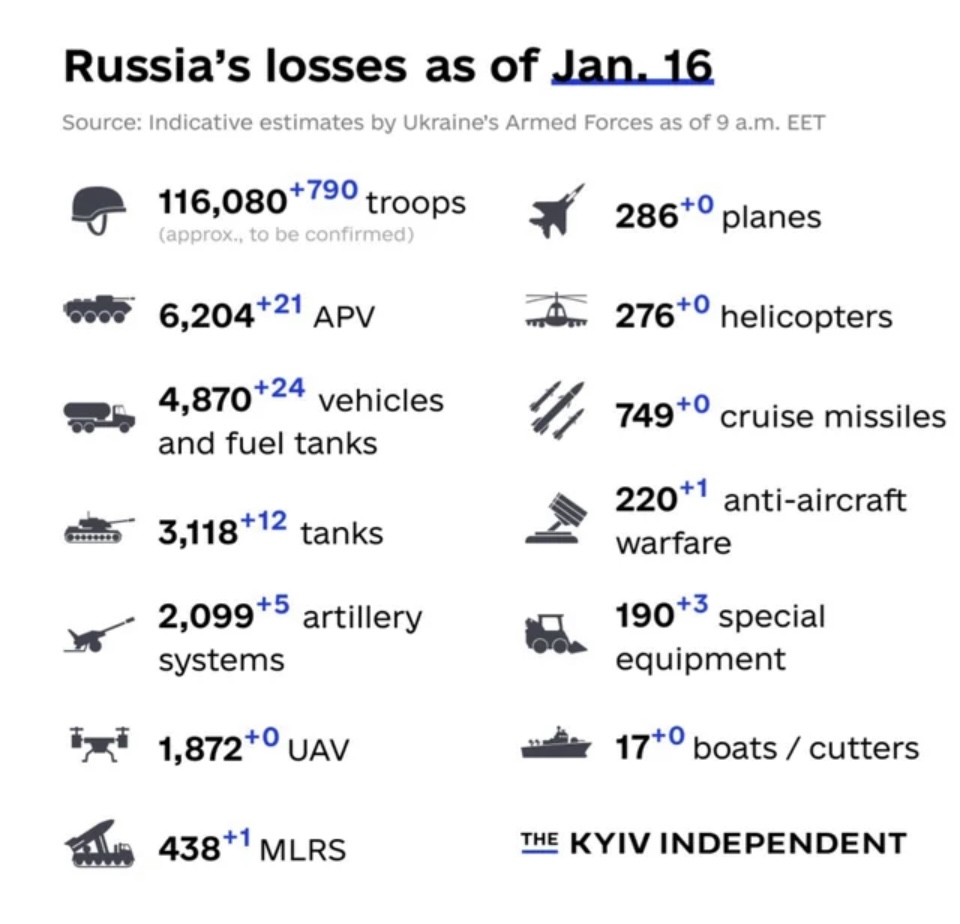 Russia's losses as of Jan. 16
Source: Indicative estimates by Ukraine's Armed Forces as of 9 a.m. EET
116,080+790 troops
(approx., to be confirmed)
6,204+21 APV
4,870+24 vehicles
and fuel tanks
3,118+12 tanks
2,099+5 artillery
systems
1,872+0 UAV
438+1 MLRS
286+0 planes
276+0 helicopters
749+0 cruise missiles
220+1 anti-aircraft
warfare
190+3 special
equipment
17+0 boats / cutters
THE KYIV INDEPENDENT